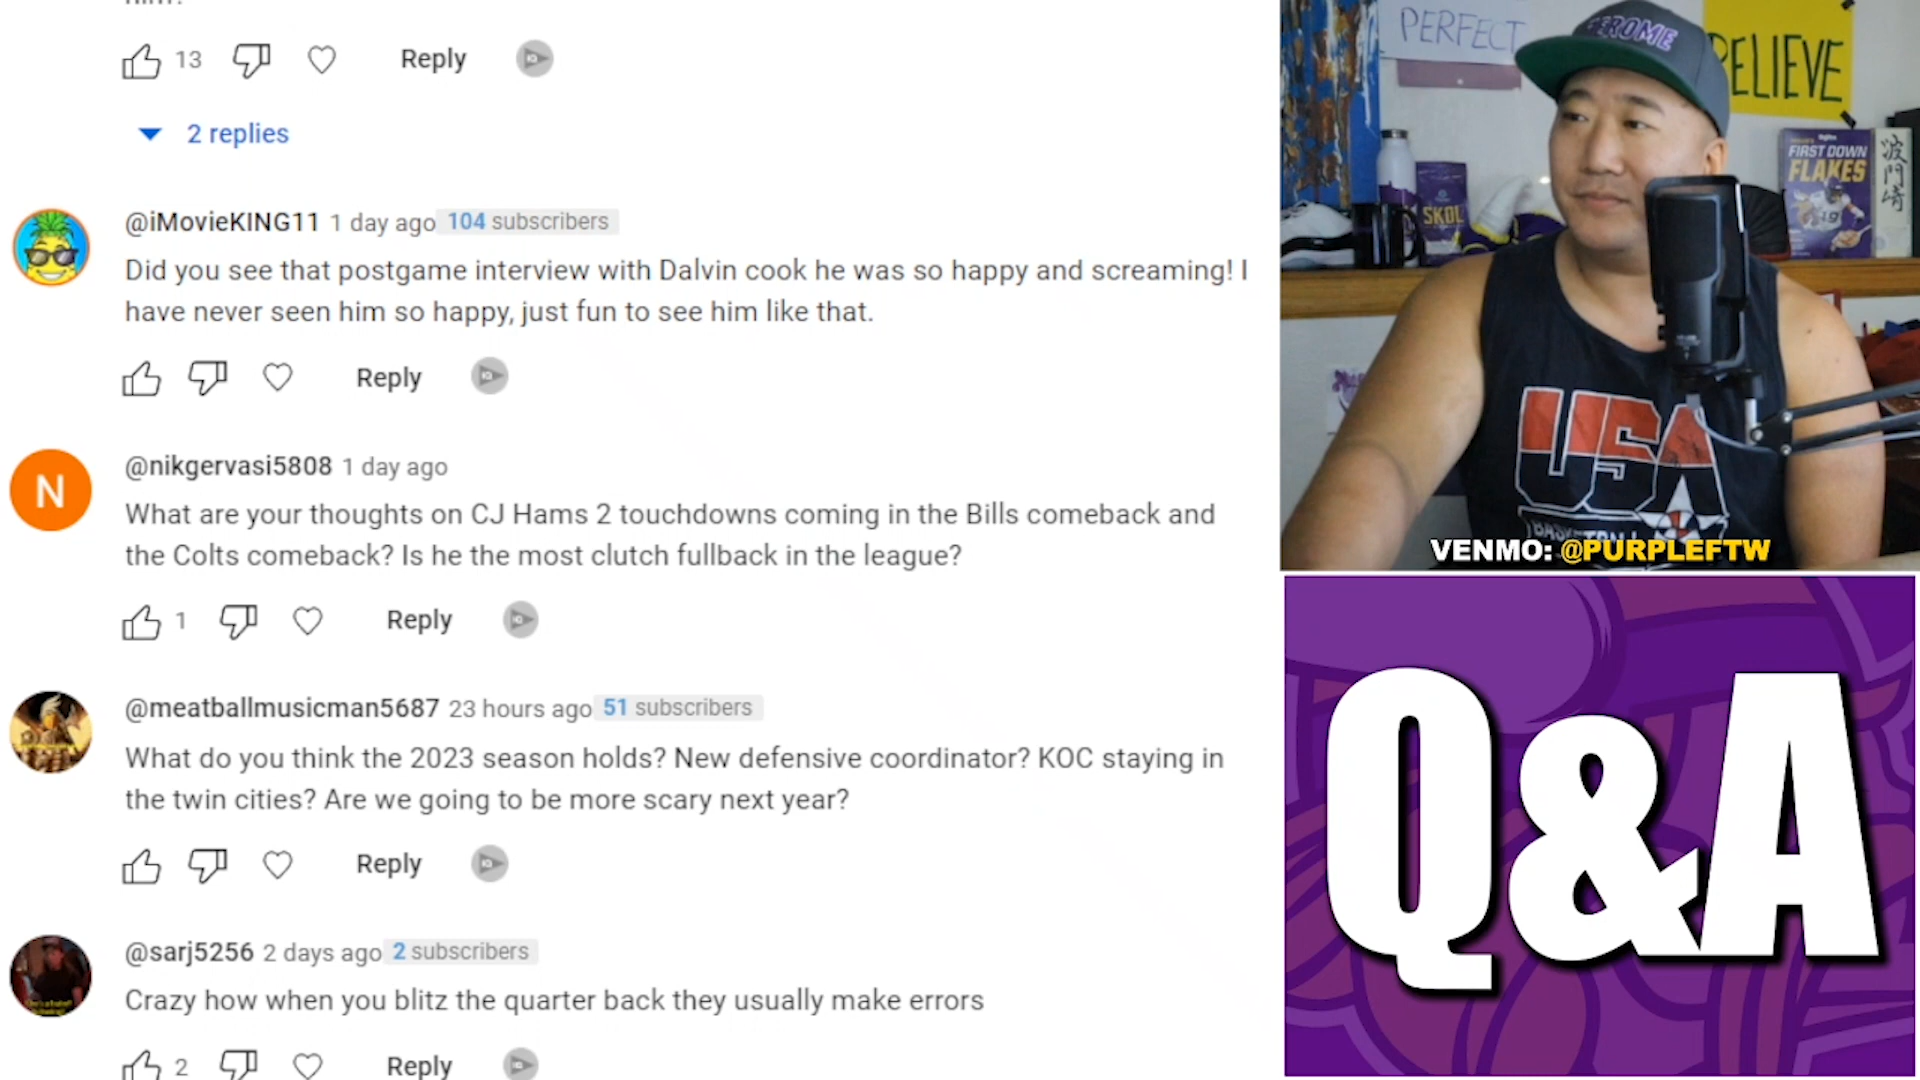 13
Reply
2 replies
@iMovieKING11 1 day ago 104 subscribers
Did you see that postgame interview with Dalvin cook he was so happy and screaming! I
have never seen him so happy, just fun to see him like that.
Reply
N
@nikgervasi5808 1 day ago
What are your thoughts on CJ Hams 2 touchdowns coming in the Bills comeback and
the Colts comeback? Is he the most clutch fullback in the league?
1
Reply
@meatballmusicman5687 23 hours ago 51 subscribers
What do you think the 2023 season holds? New defensive coordinator? KOC staying in
the twin cities? Are we going to be more scary next year?
Reply
@sarj5256 2 days ago 2 subscribers
Crazy how when you blitz the quarter back they usually make errors
2
Reply
PERFECT
JEROME
FIRST DOWN
FLAKES
SKOL
USA
VENMO: @PURPLEFTW
Q&A